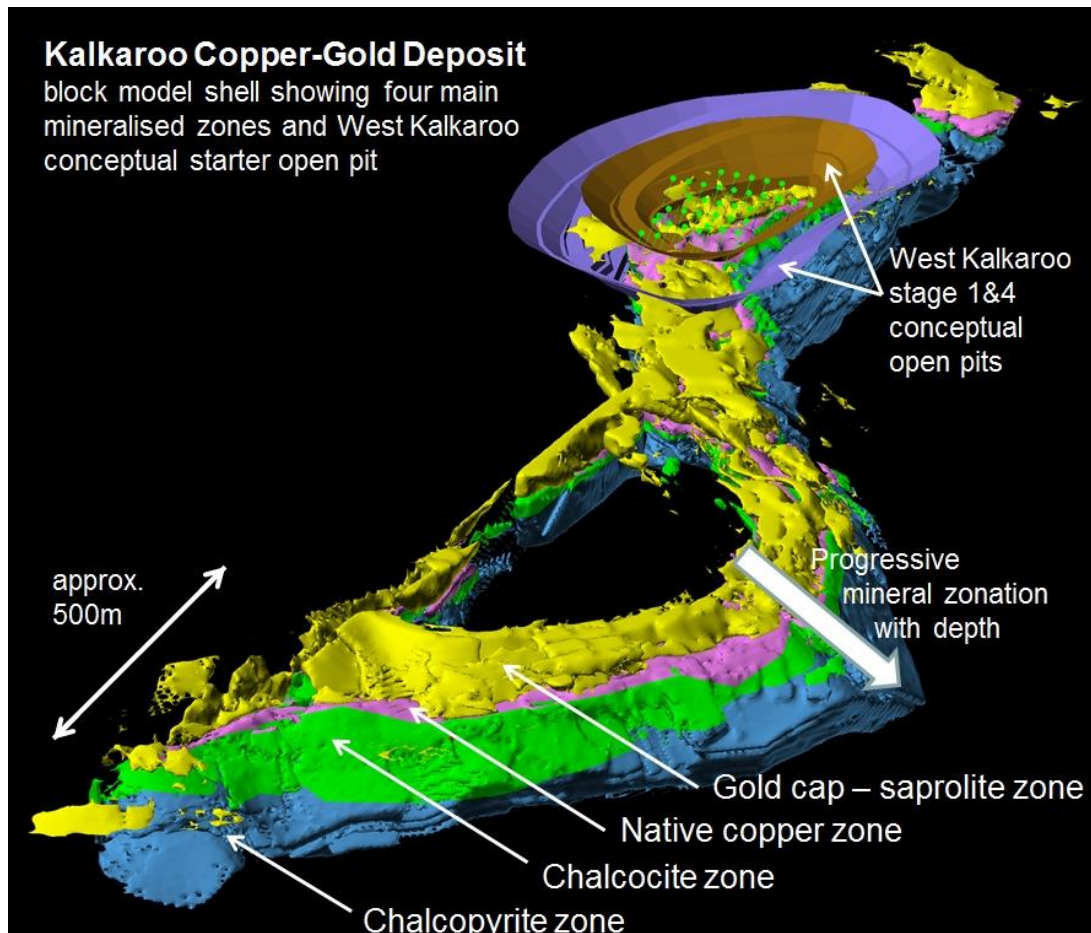 Kalkaroo Copper-Gold Deposit
block model shell showing four main
mineralised zones and West Kalkaroo
conceptual starter open pit
West Kalkaroo
stage 1&4
conceptual
open pits
approx.
500m
Progressive
mineral zonation
with depth
Gold cap – saprolite zone
Native copper zone
Chalcocite zone
Chalcopyrite zone